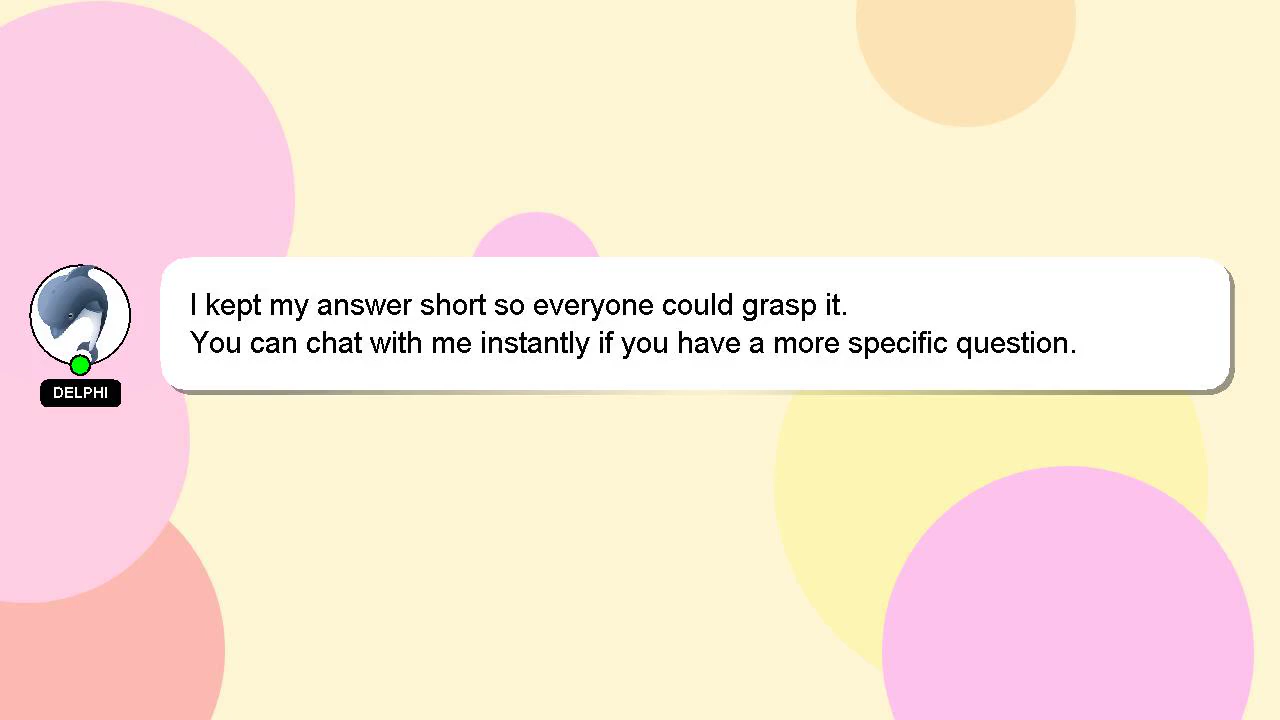 I kept my answer short so everyone could grasp it.
You can chat with me instantly if you have a more specific question.
DELPHI